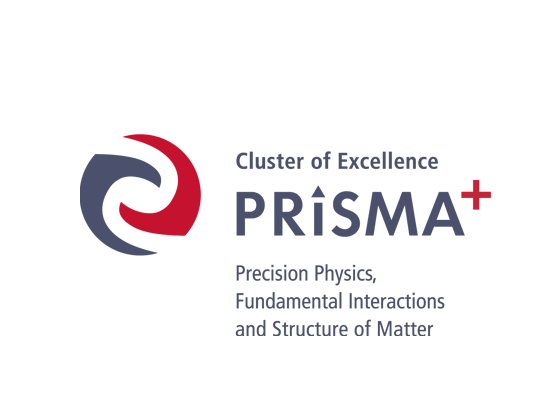 Cluster of Excellence
PRiSMA+
Precision Physics,
Fundamental Interactions
and Structure of Matter